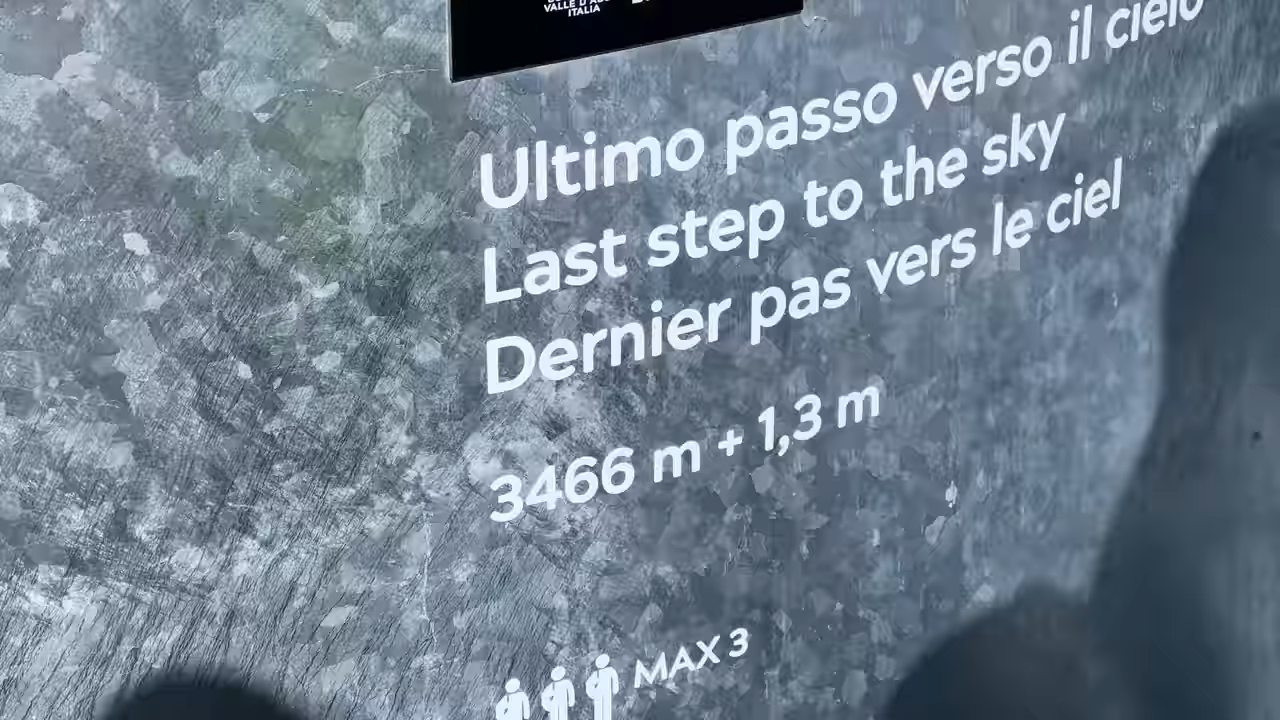 ITALIA
Ultimo passo verso il cielo
Last step to the sky
Dernier pas vers le ciel
3466 m + 1,3 m
MAX 3